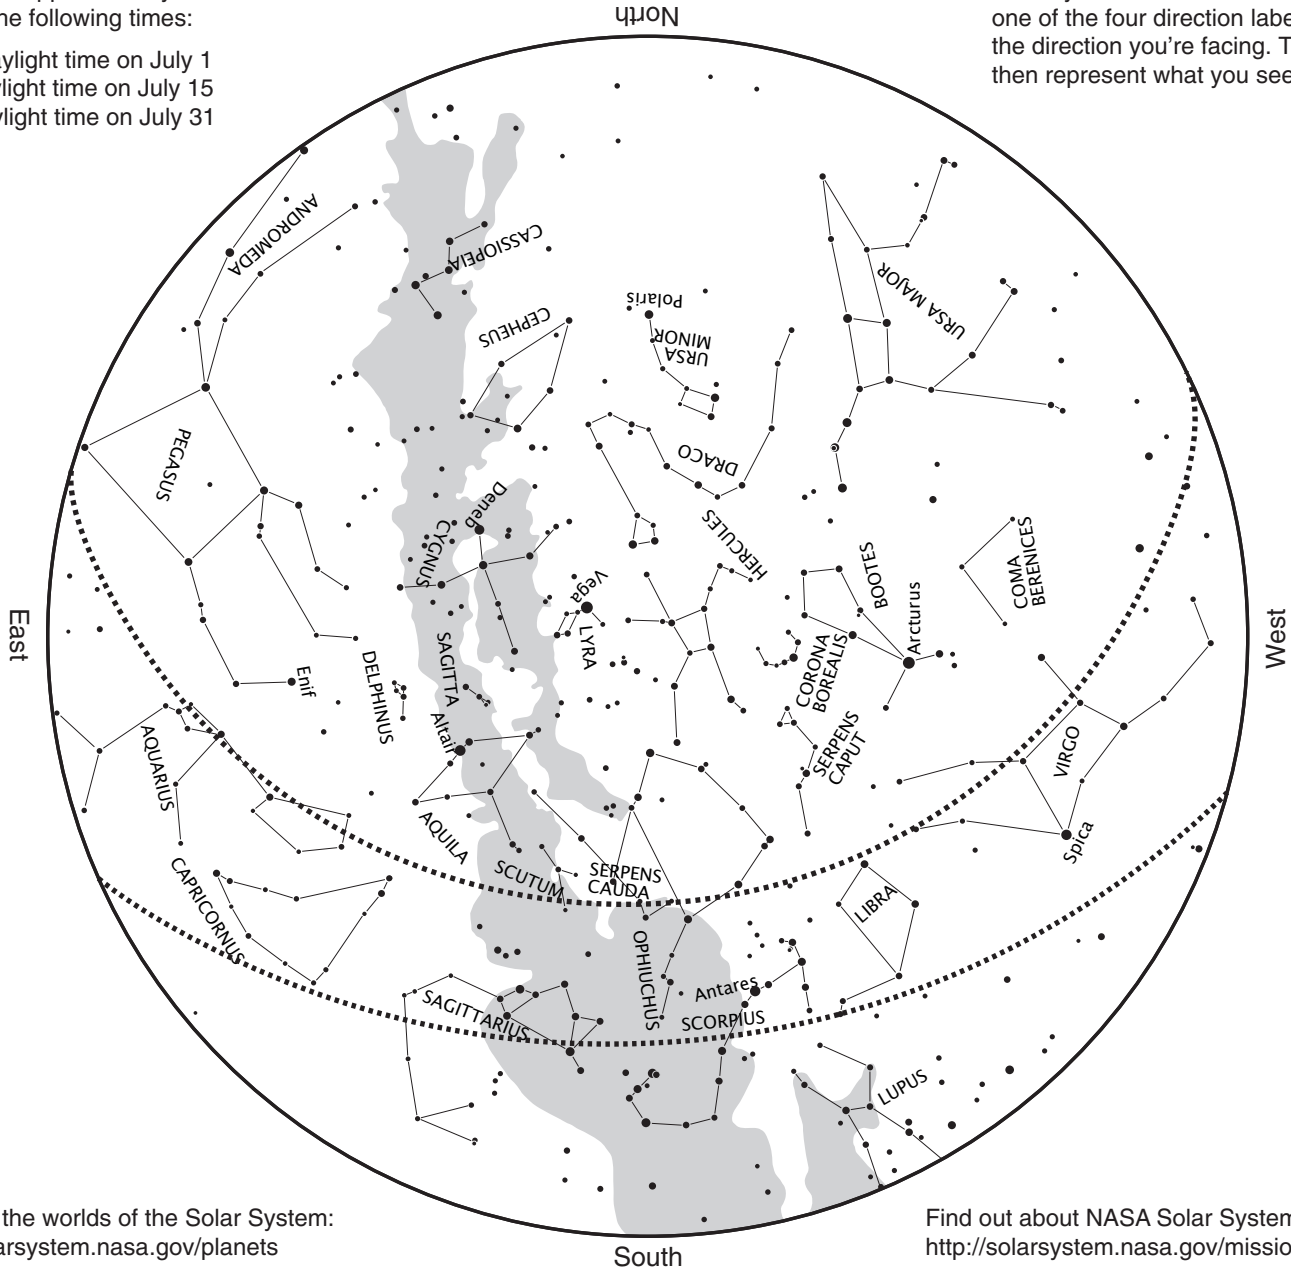 he following times:
ylight time on July 1
light time on July 15
light time on July 31
North
one of the four direction labe
the direction you're facing. T
then represent what you see
ANDROMEDA
CASSIOPEIA
CEPHEUS
Polaris
URSA
MINOR
URSA MAJOR
PEGASUS
DRACO
Deneb
CYGNUS
HERCULES
BOOTES
COMA
BERENICES
East
West
Vega
LYRA
Arcturus
Enif
DELPHINUS
SAGITTA
Altair
CORONA
BOREALIS
SERPENS
CAPUT
AQUARIUS
VIRGO
AQUILA
Spica
CAPRICORNUS
SCUTUM
SERPENS
CAUDA
LIBRA
OPHIUCHUS
Antares
SAGITTARIUS
SCORPIUS
LUPUS
the worlds of the Solar System:
arsystem.nasa.gov/planets
South
Find out about NASA Solar System
http://solarsystem.nasa.gov/missio